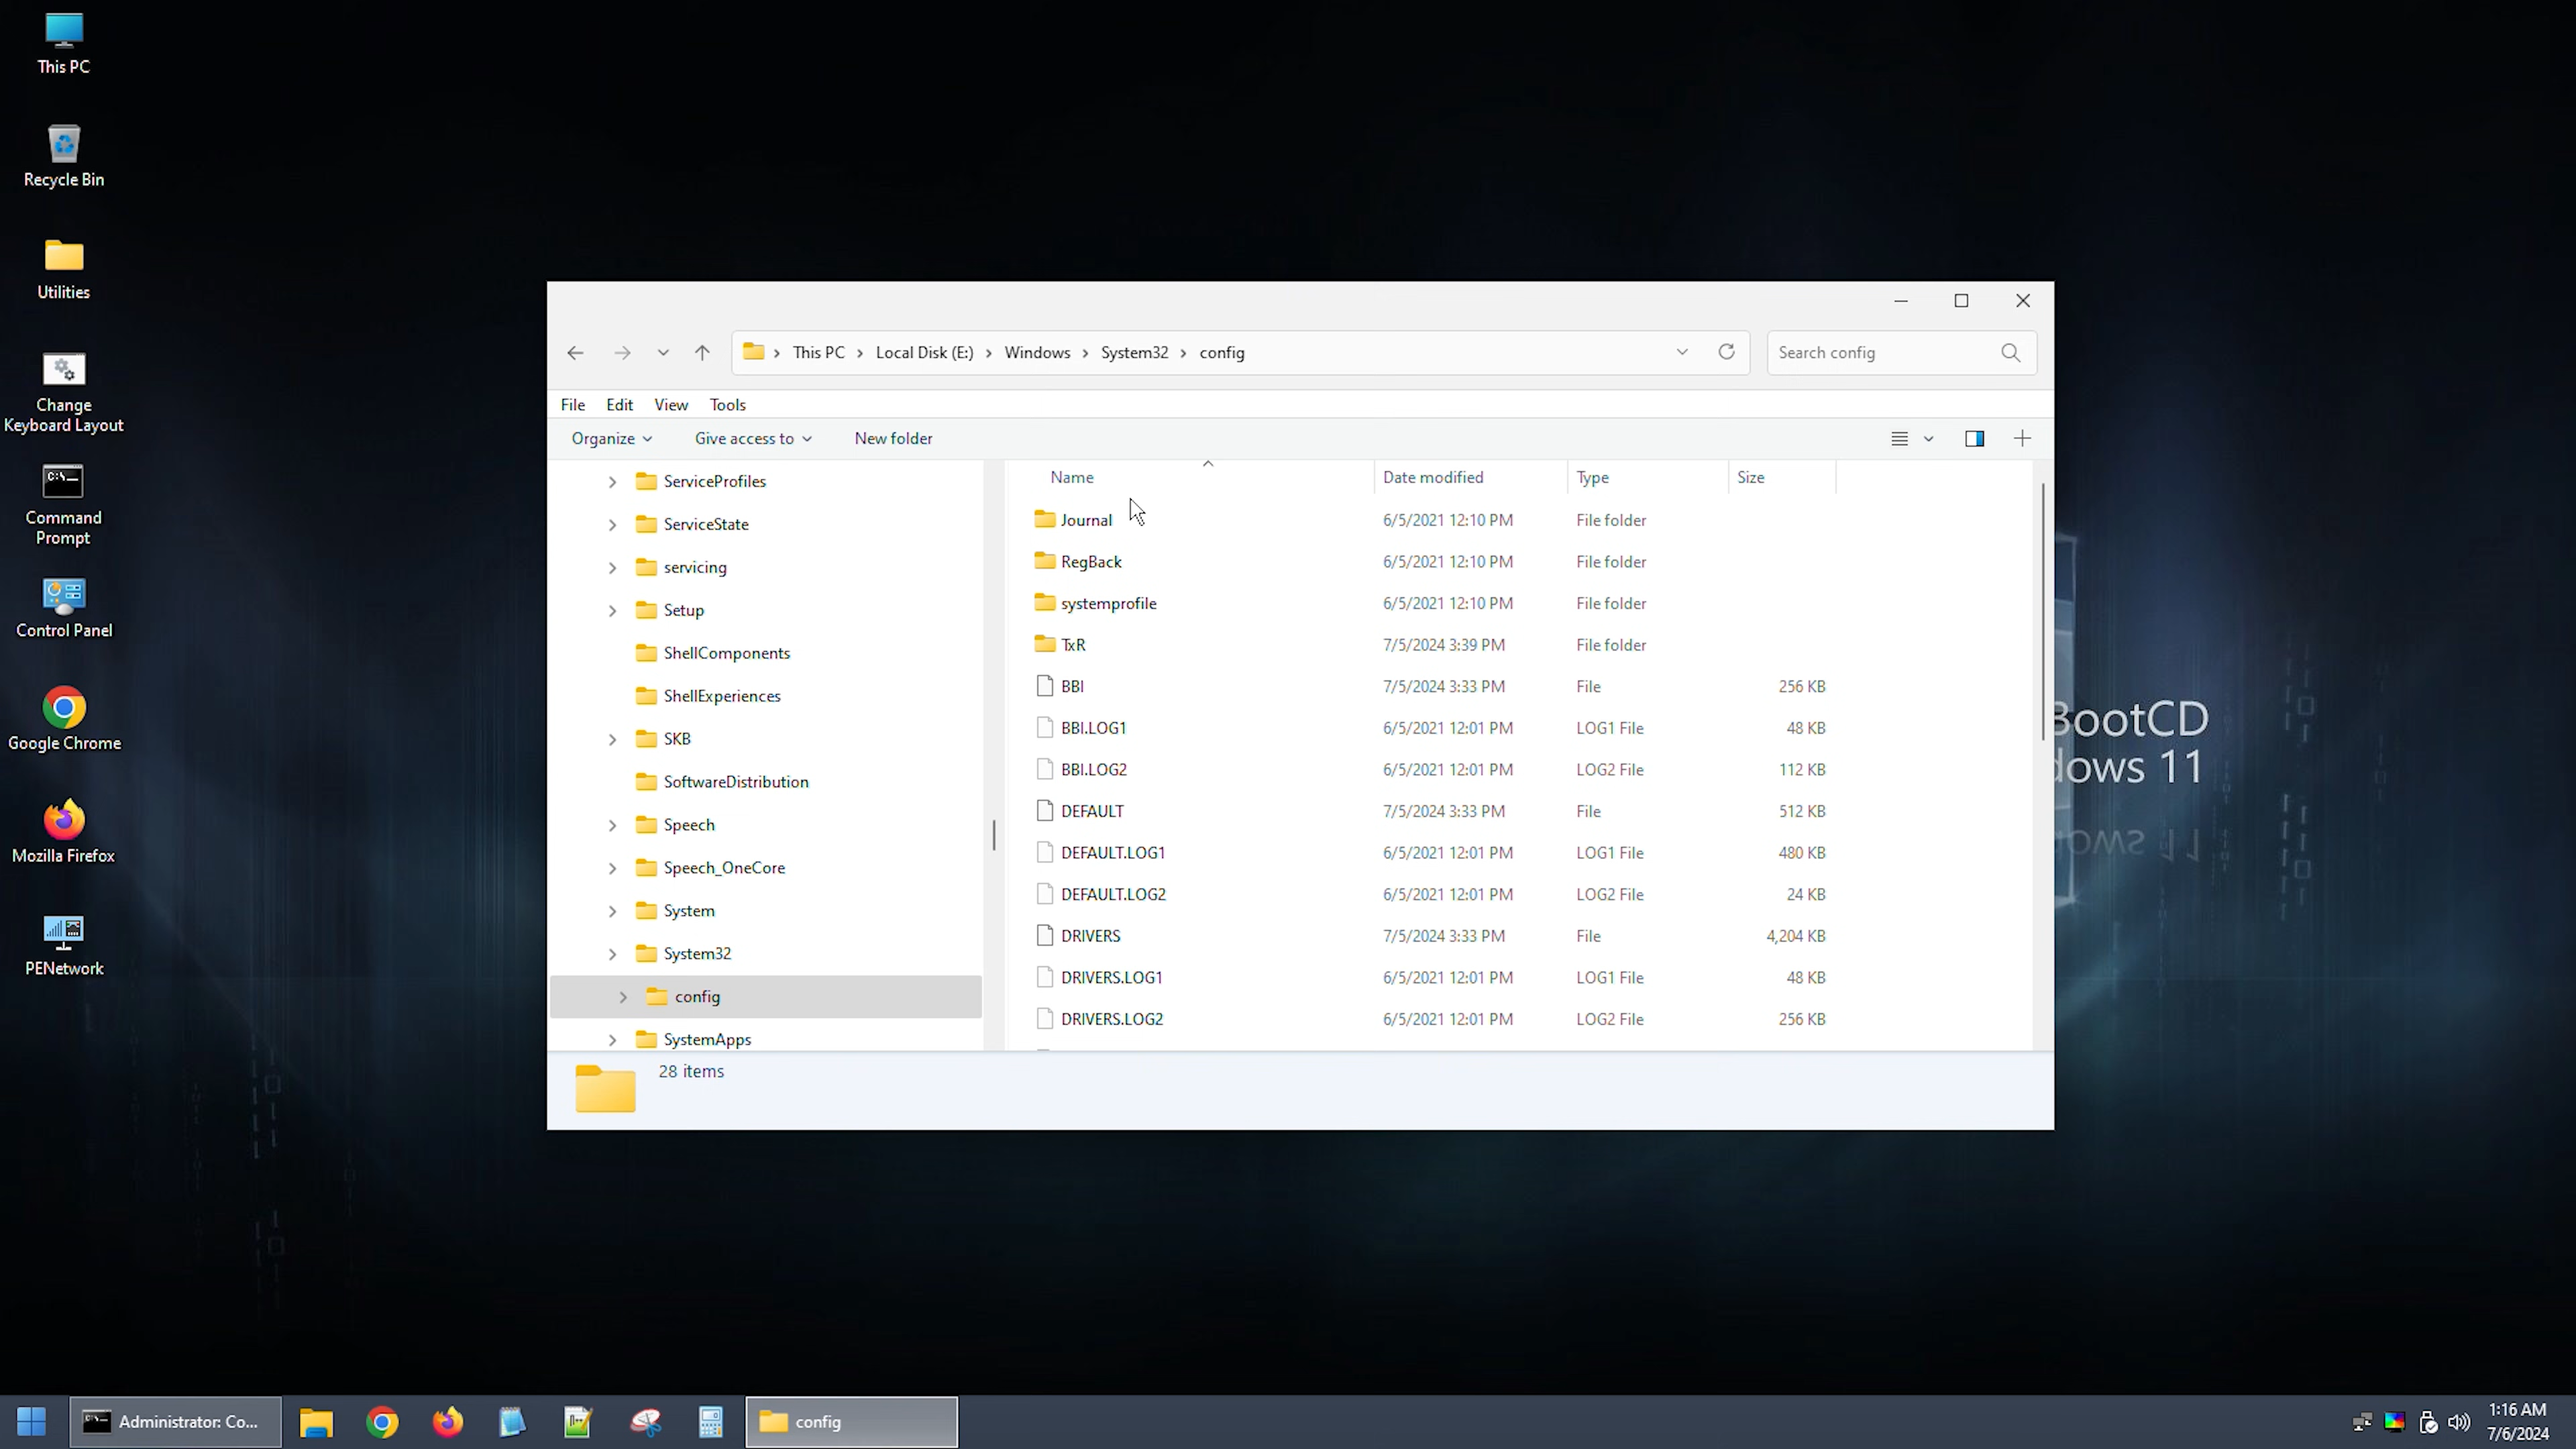 This PC
Recycle Bin
Utilities
Change
Keyboard Layout
Command
Prompt
Control Panel
Google Chrome
Mozilla Firefox
PENetwork
This PC > Local Disk (E:) > Windows > System32 > config
Search config
File Edit View Tools
Organize Give access to New folder
ServiceProfiles
ServiceState
servicing
Setup
ShellComponents
ShellExperiences
SKB
SoftwareDistribution
Speech
Speech_OneCore
System
System32
config
SystemApps
Name Date modified Type Size
Journal 6/5/2021 12:10 PM File folder
RegBack 6/5/2021 12:10 PM File folder
systemprofile 6/5/2021 12:10 PM File folder
TxR 7/5/2024 3:39 PM File folder
BBI 7/5/2024 3:33 PM File 256 KB
BBI.LOG1 6/5/2021 12:01 PM LOG1 File 48 KB
BBI.LOG2 6/5/2021 12:01 PM LOG2 File 112 KB
DEFAULT 7/5/2024 3:33 PM File 512 KB
DEFAULT.LOG1 6/5/2021 12:01 PM LOG1 File 480 KB
DEFAULT.LOG2 6/5/2021 12:01 PM LOG2 File 24 KB
DRIVERS 7/5/2024 3:33 PM File 4,204 KB
DRIVERS.LOG1 6/5/2021 12:01 PM LOG1 File 48 KB
DRIVERS.LOG2 6/5/2021 12:01 PM LOG2 File 256 KB
28 items
BootCD
dows 11
Administrator: Co...
config
1:16 AM
7/6/2024